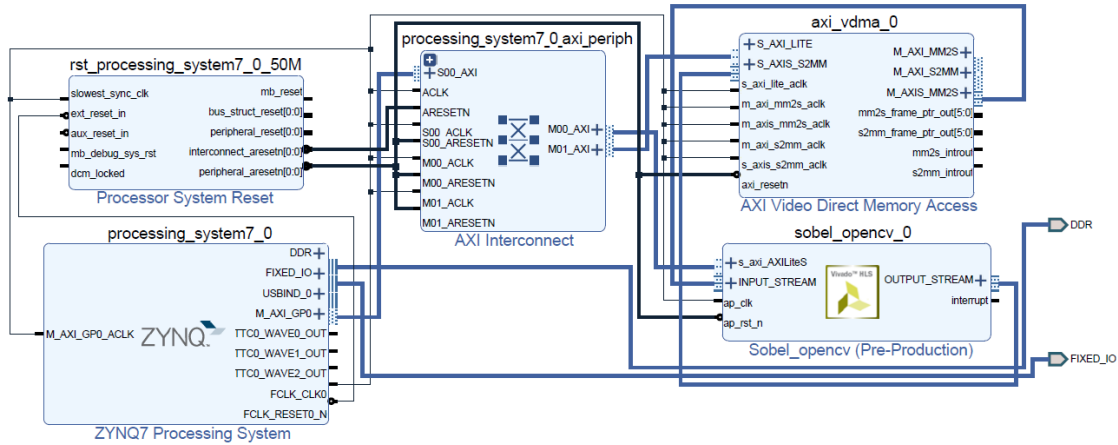 rst_processing_system7_0_50M
slowest_sync_clk
ext_reset_in
aux_reset_in
mb_debug_sys_rst
dcm_locked
mb_reset
bus_struct_reset[0:0]
peripheral_reset[0:0]
interconnect_aresetn[0:0]
peripheral_aresetn[0:0]
Processor System Reset
processing_system7_0_axi_periph
S00_AXI
ACLK
ARESETN
S00_ACLK
S00_ARESETN
M00_ACLK
M00_ARESETN
M01_ACLK
M01_ARESETN
M00_AXI
M01_AXI
AXI Interconnect
axi_vdma_0
S_AXI_LITE
S_AXIS_S2MM
s_axi_lite_aclk
m_axi_mm2s_aclk
m_axis_mm2s_aclk
m_axi_s2mm_aclk
s_axis_s2mm_aclk
axi_resetn
M_AXI_MM2S
M_AXI_S2MM
M_AXIS_MM2S
mm2s_frame_ptr_out[5:0]
s2mm_frame_ptr_out[5:0]
mm2s_introut
s2mm_introut
AXI Video Direct Memory Access
processing_system7_0
M_AXI_GP0_ACLK
ZYNQ
DDR
FIXED_IO
USBIND_0
M_AXI_GP0
TTC0_WAVE0_OUT
TTC0_WAVE1_OUT
TTC0_WAVE2_OUT
FCLK_CLK0
FCLK_RESET0_N
ZYNQ7 Processing System
sobel_opencv_0
s_axi_AXILiteS
INPUT_STREAM
ap_clk
ap_rst_n
Vivado™ HLS
OUTPUT_STREAM
interrupt
Sobel_opencv (Pre-Production)
DDR
FIXED_IO